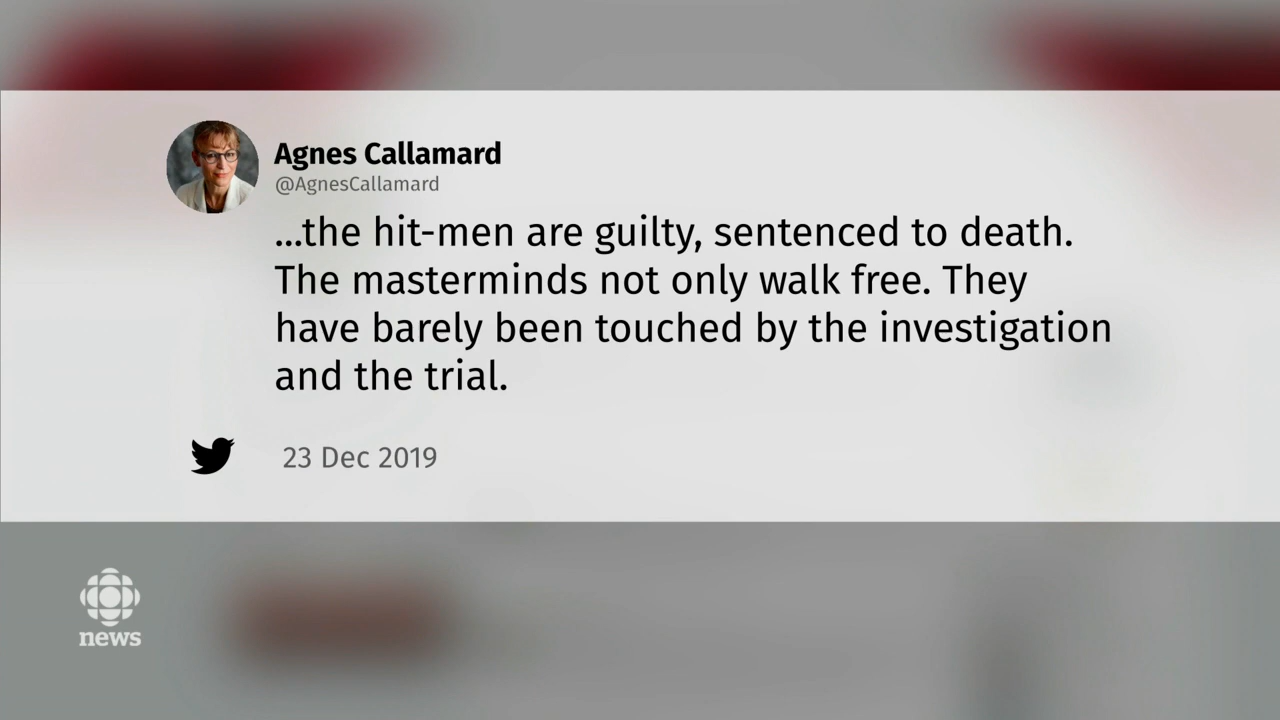 Agnes Callamard
@AgnesCallamard
...the hit-men are guilty, sentenced to death.
The masterminds not only walk free. They
have barely been touched by the investigation
and the trial.
23 Dec 2019
news